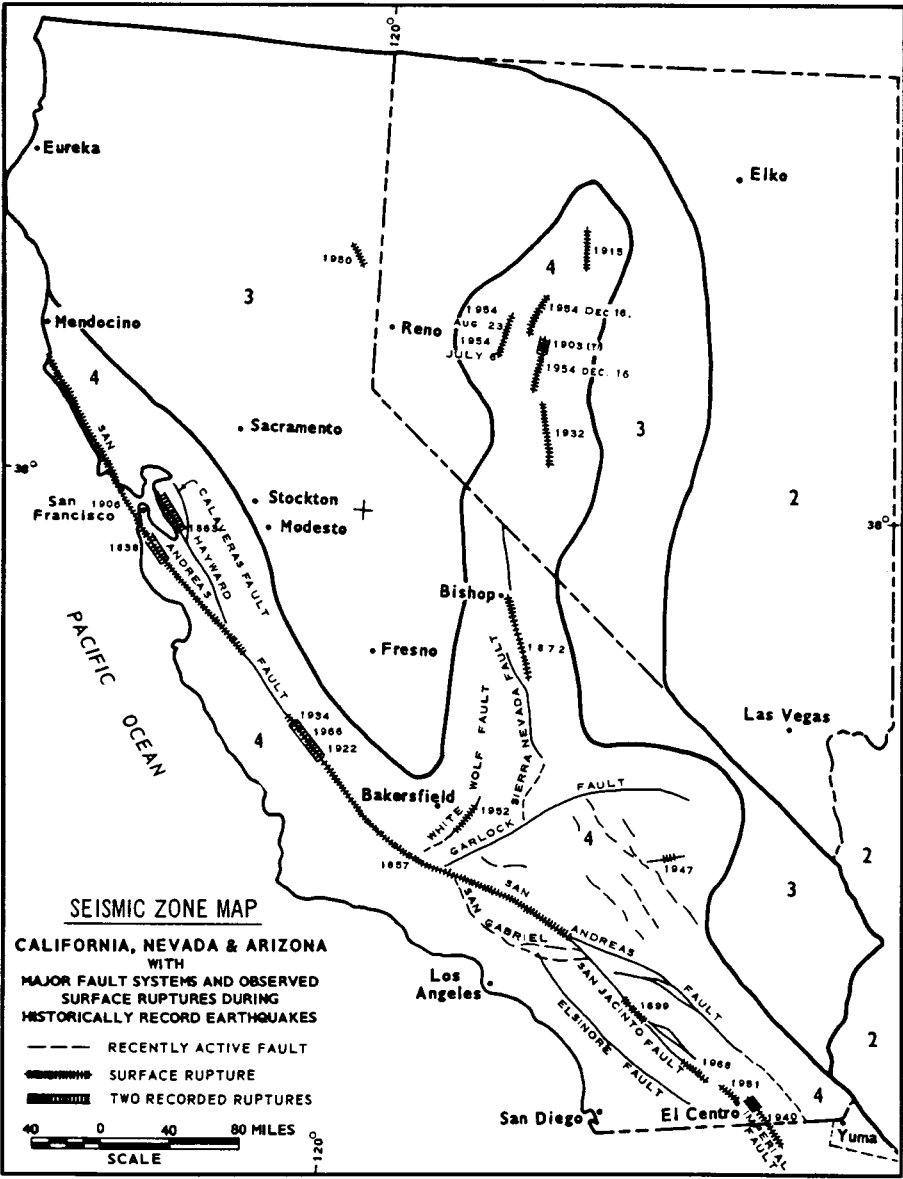 120°
Eureka
Elko
1915
1950
4
3
1954
AUG 23
1954
JULY 6
1954 DEC. 16.
Mendocino
Reno
1903 (?)
1954 DEC. 16
4
Sacramento
1932
3
38°
SAN
2
San
Francisco
1906
CALAVERAS FAULT
Stockton
Modesto
38°
1838
ANDREAS
HAYWARD
Bishop
PACIFIC OCEAN
Fresno
1872
FAULT
1934
1966
1922
4
Las Vegas
WHITE WOLF FAULT
SIERRA NEVADA FAULT
Bakersfield
1952
GARLOCK FAULT
4
1857
1947
2
3
SAN ANDREAS FAULT
SAN GABRIEL
Los
Angeles
SAN JACINTO FAULT
1899
ELSINORE FAULT
1968
1951
2
4
San Diego
El Centro
1940
IMPERIAL FAULT
Yuma
SEISMIC ZONE MAP
CALIFORNIA, NEVADA & ARIZONA
WITH
MAJOR FAULT SYSTEMS AND OBSERVED
SURFACE RUPTURES DURING
HISTORICALLY RECORD EARTHQUAKES
RECENTLY ACTIVE FAULT
SURFACE RUPTURE
TWO RECORDED RUPTURES
40 0 40 80 MILES
SCALE
120°